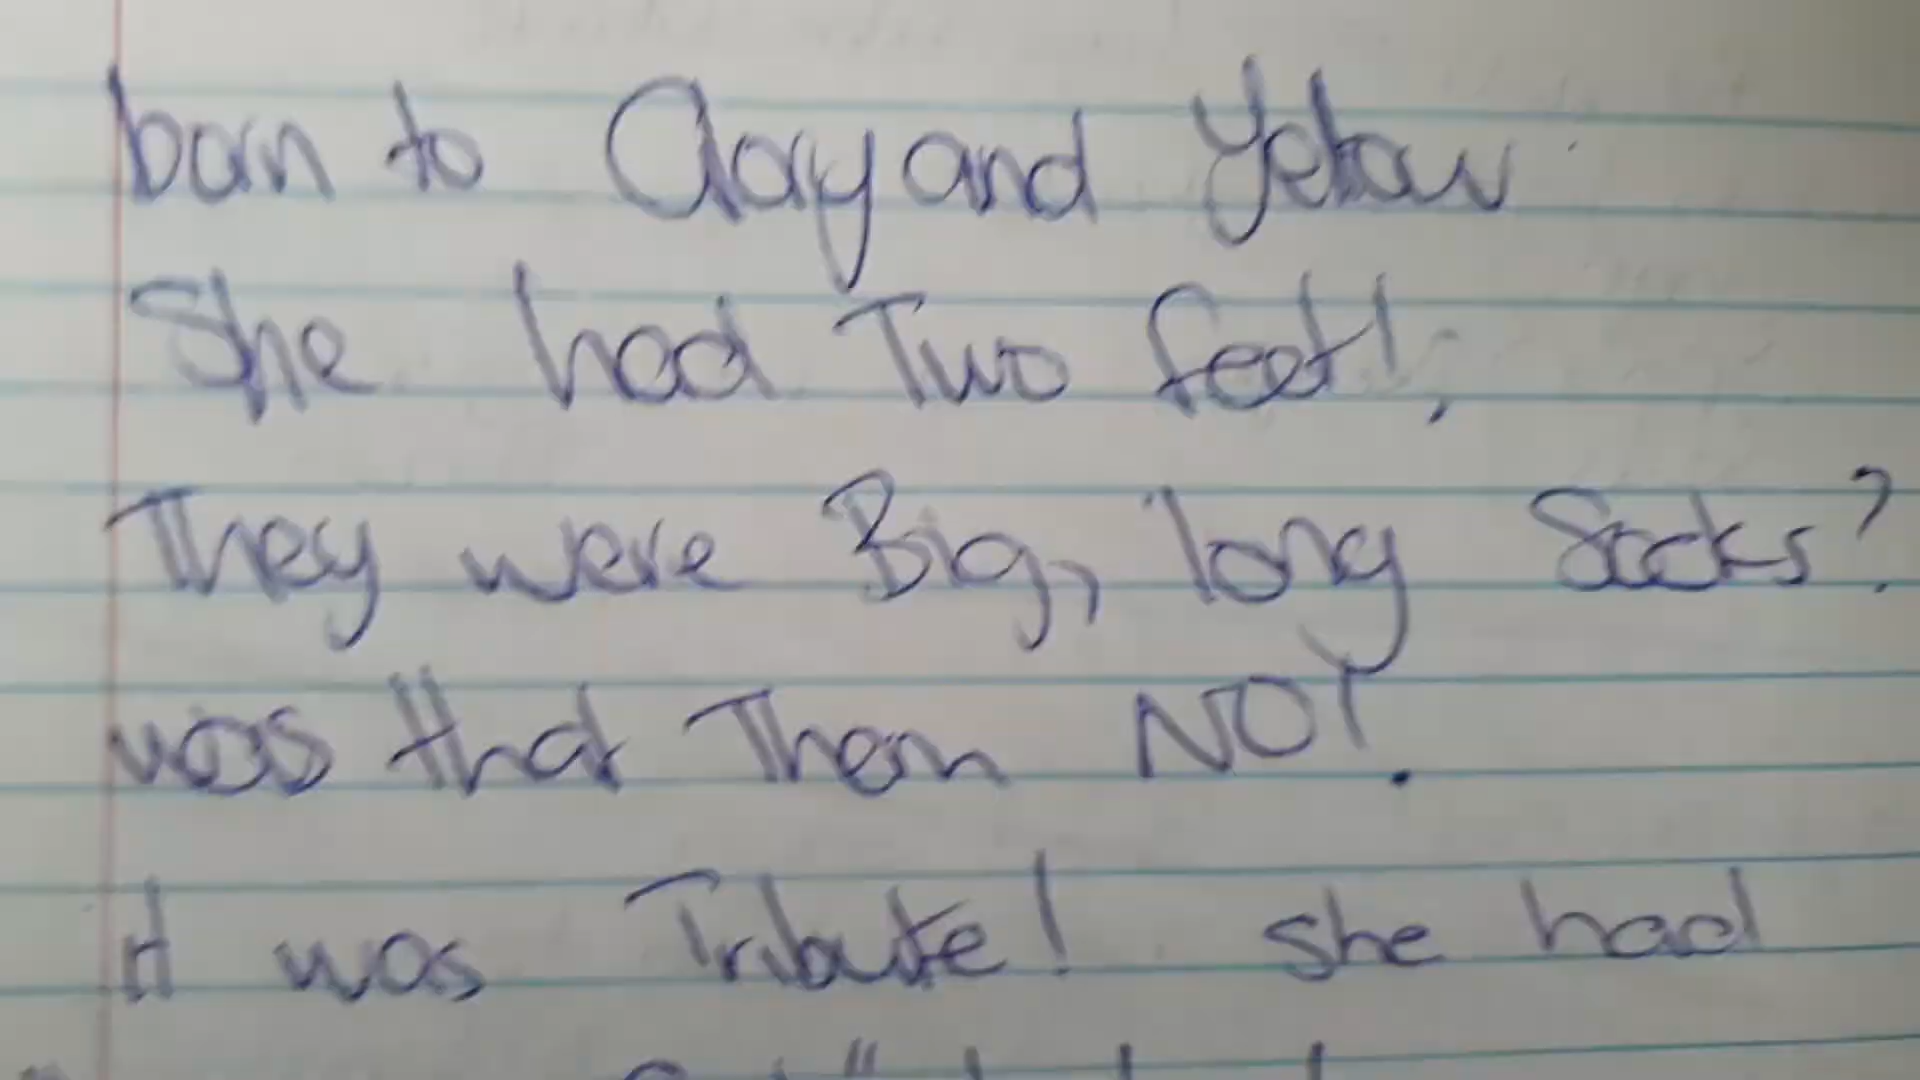 born to Clary and Yellow
She had Two feet!,
They were Big, long Socks?
was that Them NO!.
it was Tribute! she had